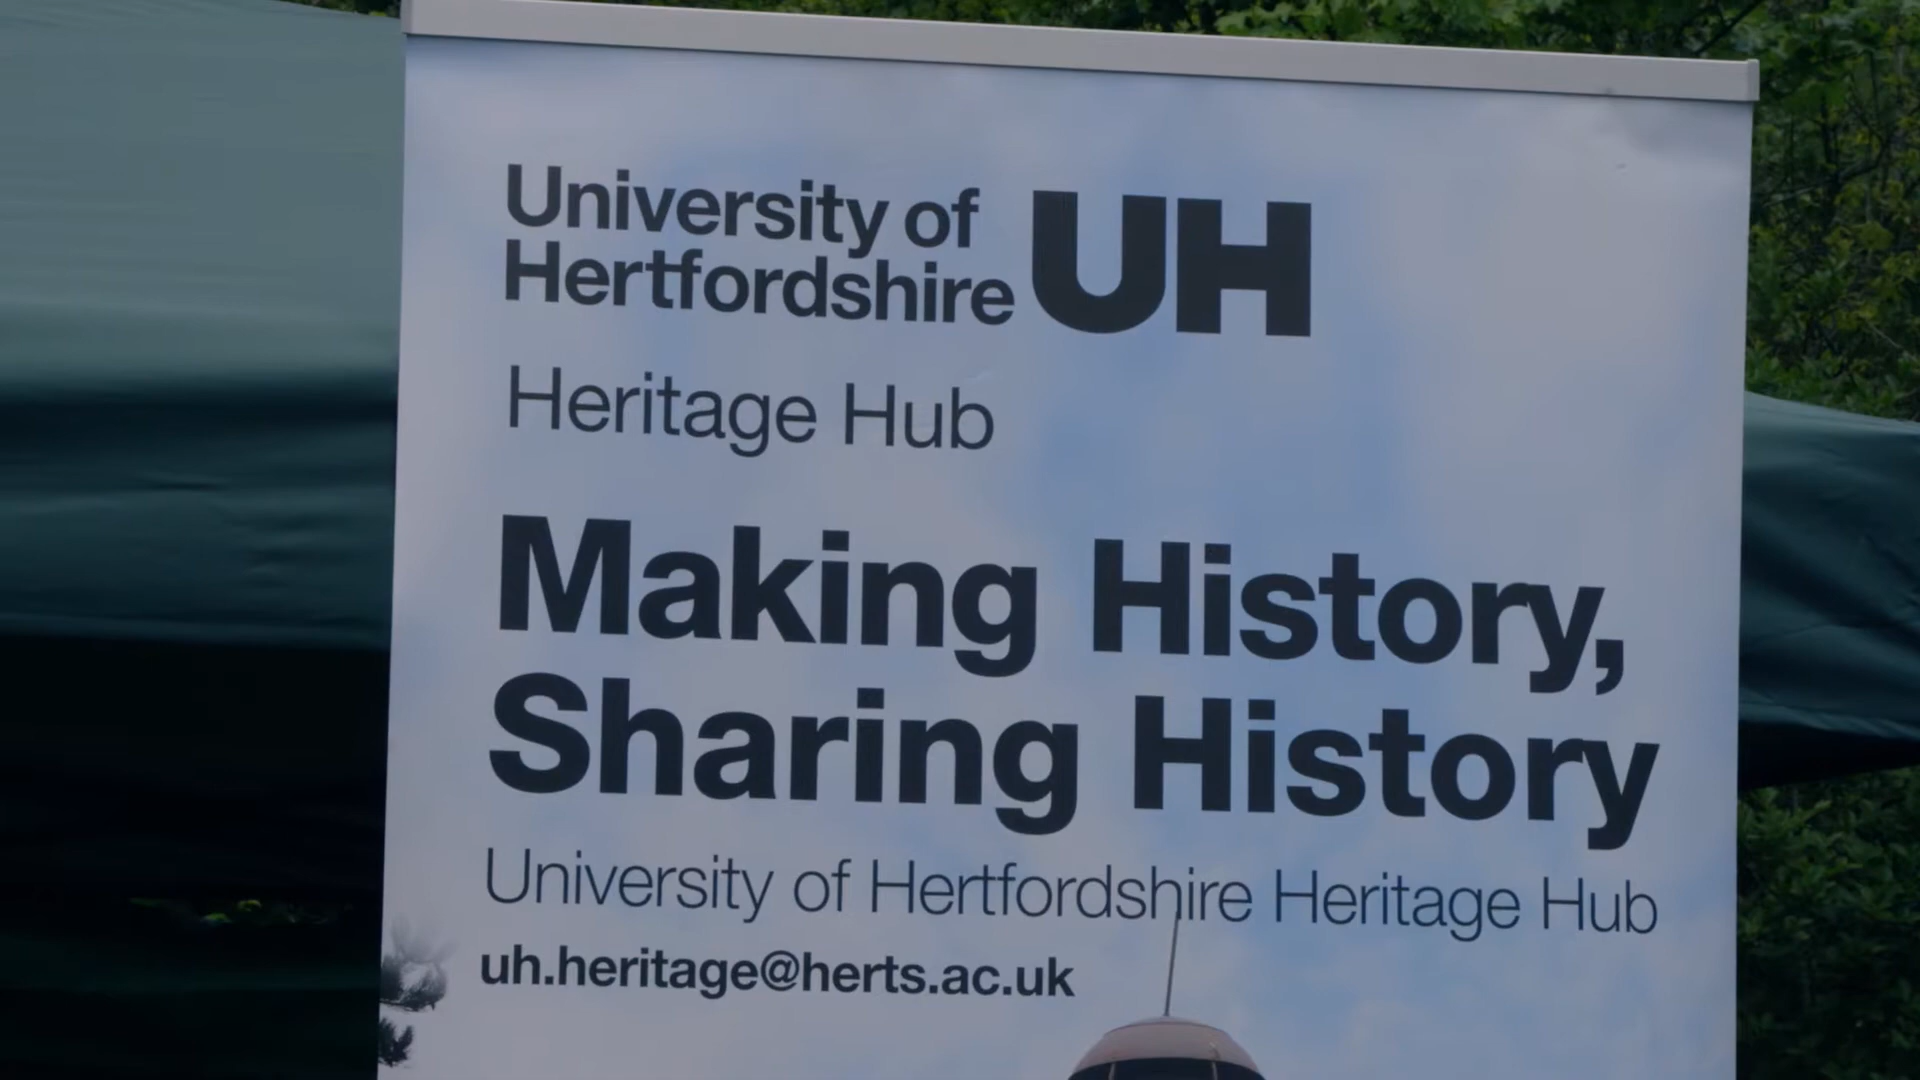 University of
Hertfordshire UH
Heritage Hub
Making History,
Sharing History
University of Hertfordshire Heritage Hub
uh.heritage@herts.ac.uk